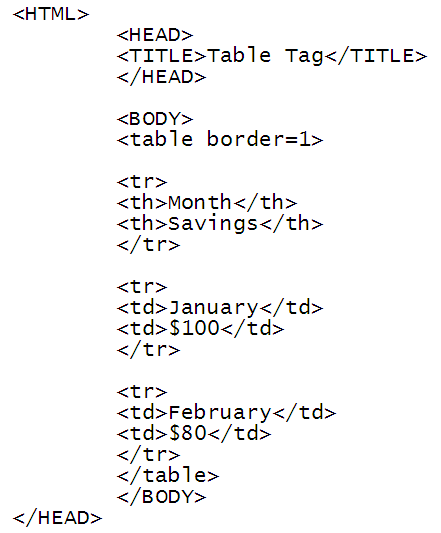 <HTML>
<HEAD>
<TITLE>Table Tag</TITLE>
</HEAD>
<BODY>
<table border=1>
<tr>
<th>Month</th>
<th>Savings</th>
</tr>
<tr>
<td>January</td>
<td>$100</td>
</tr>
<tr>
<td>February</td>
<td>$80</td>
</tr>
</table>
</BODY>
</HEAD>